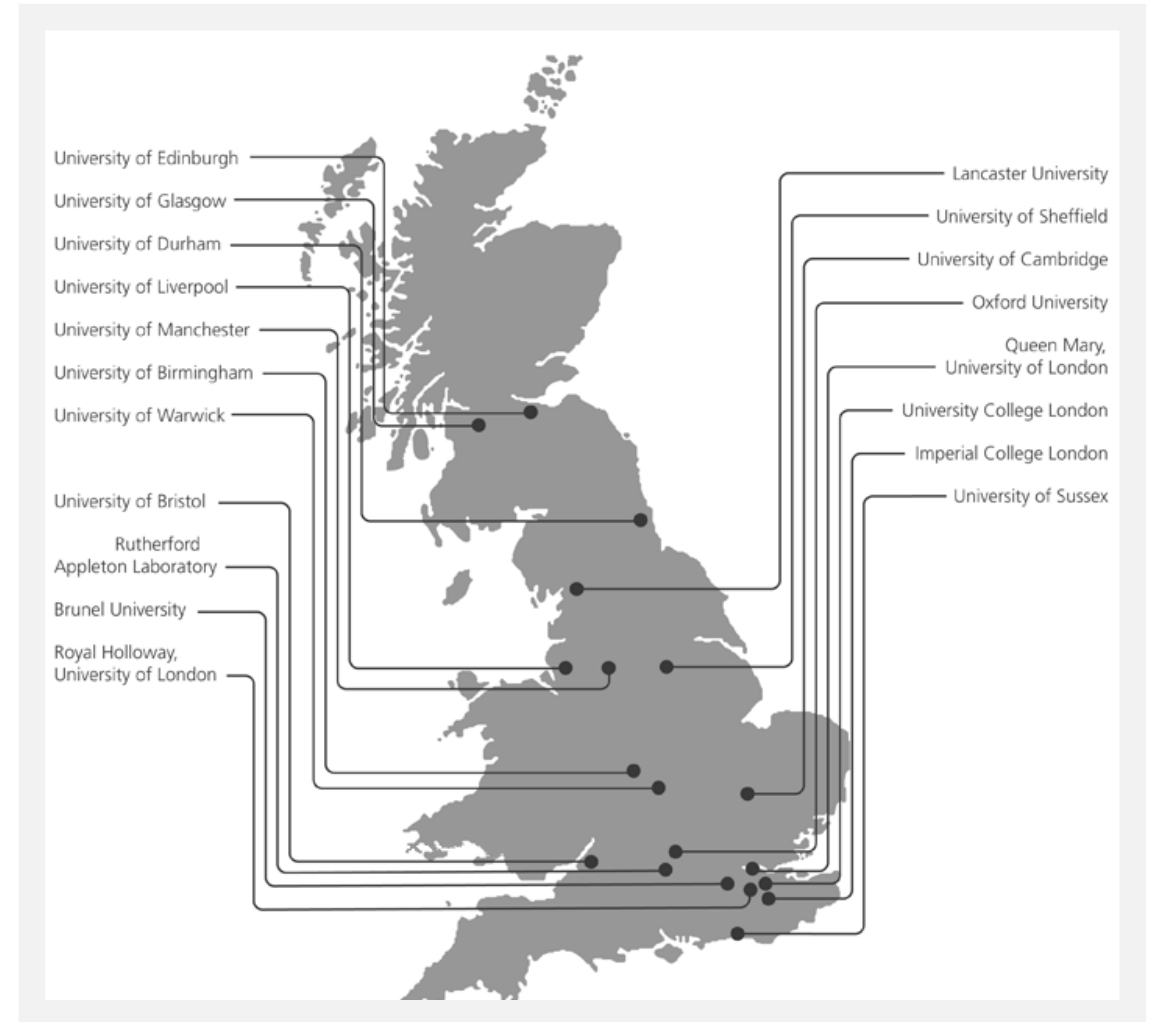 University of Edinburgh
University of Glasgow
University of Durham
University of Liverpool
University of Manchester
University of Birmingham
University of Warwick
University of Bristol
Rutherford
Appleton Laboratory
Brunel University
Royal Holloway,
University of London
Lancaster University
University of Sheffield
University of Cambridge
Oxford University
Queen Mary,
University of London
University College London
Imperial College London
University of Sussex